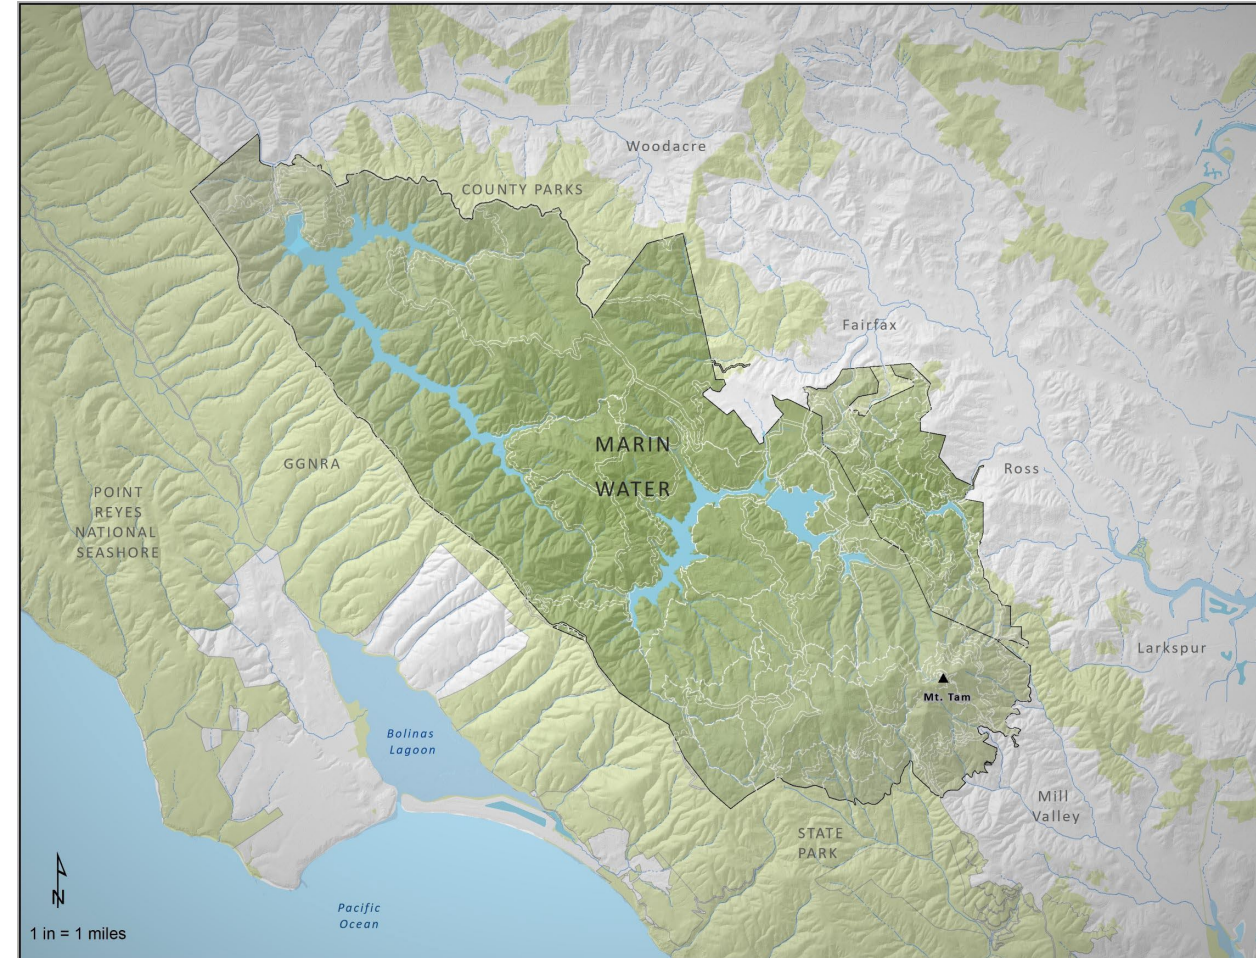 Woodacre
COUNTY PARKS
Fairfax
MARIN
WATER
GGNRA
Ross
POINT
REYES
NATIONAL
SEASHORE
Larkspur
Mt. Tam
Bolinas
Lagoon
Mill
Valley
STATE
PARK
Pacific
Ocean
N
1 in = 1 miles